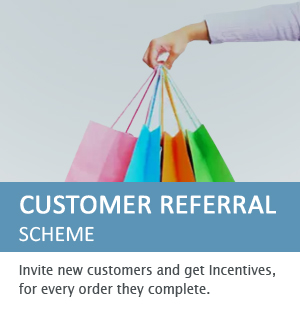 CUSTOMER REFERRAL
SCHEME
Invite new customers and get Incentives,
for every order they complete.